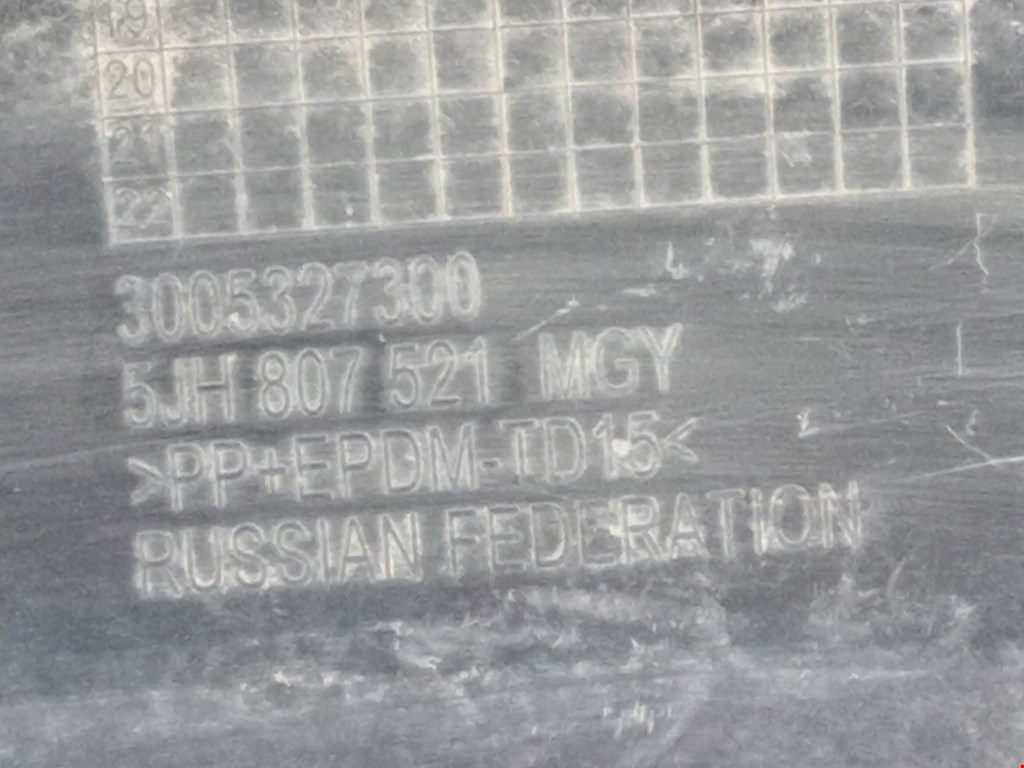 19
20
21
22
3005327300
5JH 807 521 MGY
>PP+EPDM-TD15<
RUSSIAN FEDERATION